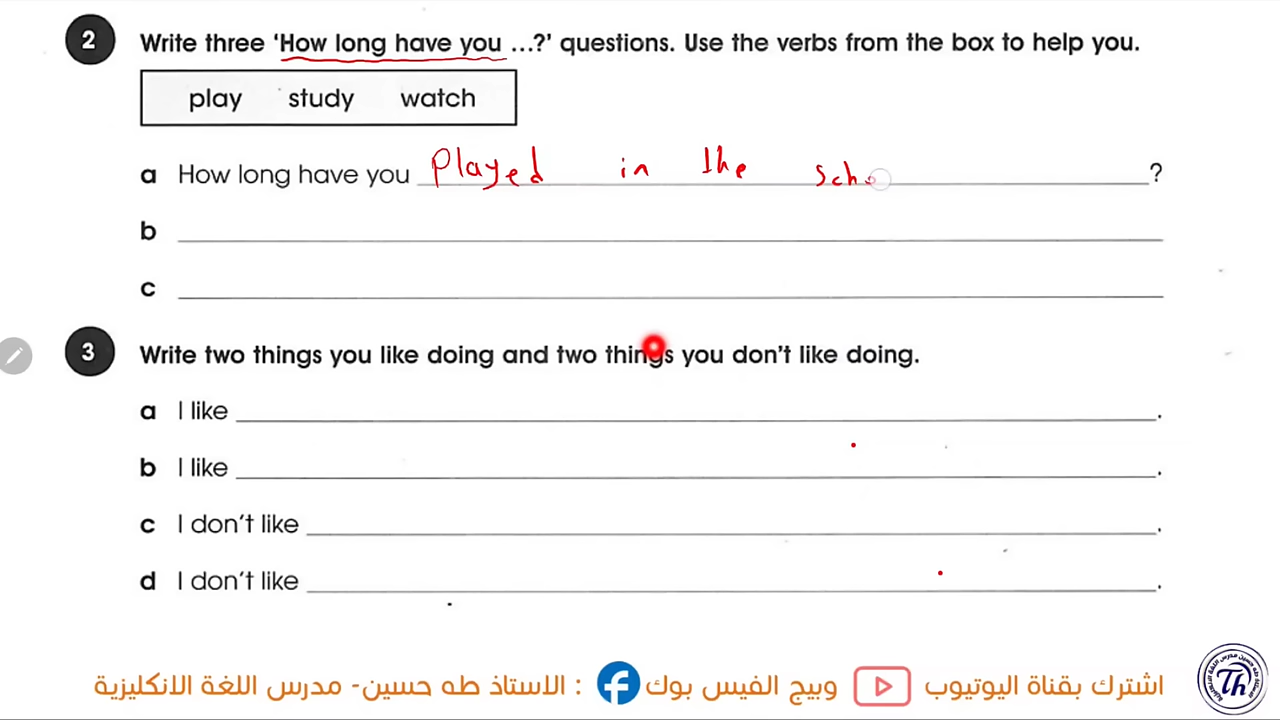 2 Write three ‘How long have you ...?’ questions. Use the verbs from the box to help you.
play study watch
a How long have you played in the scho ?
b
c
3 Write two things you like doing and two things you don’t like doing.
a I like .
b I like .
c I don’t like .
d I don’t like .
اشترك بقناة اليوتيوب وبيج الفيس بوك : الاستاذ طه حسين- مدرس اللغة الانكليزية
Th